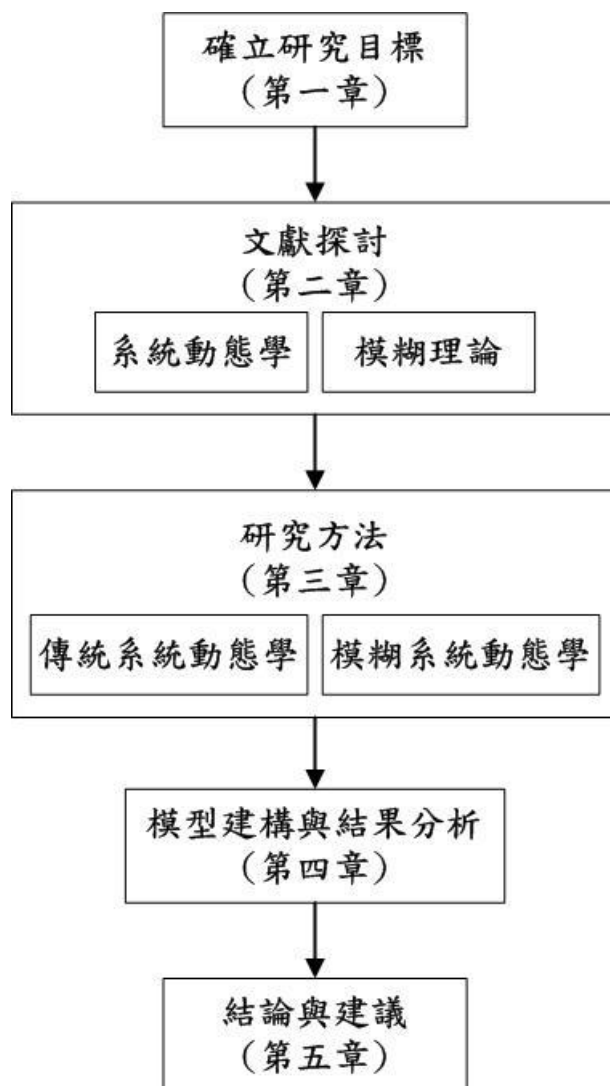 確立研究目標
（第一章）
文獻探討
（第二章）
系統動態學
模糊理論
研究方法
（第三章）
傳統系統動態學
模糊系統動態學
模型建構與結果分析
（第四章）
結論與建議
（第五章）